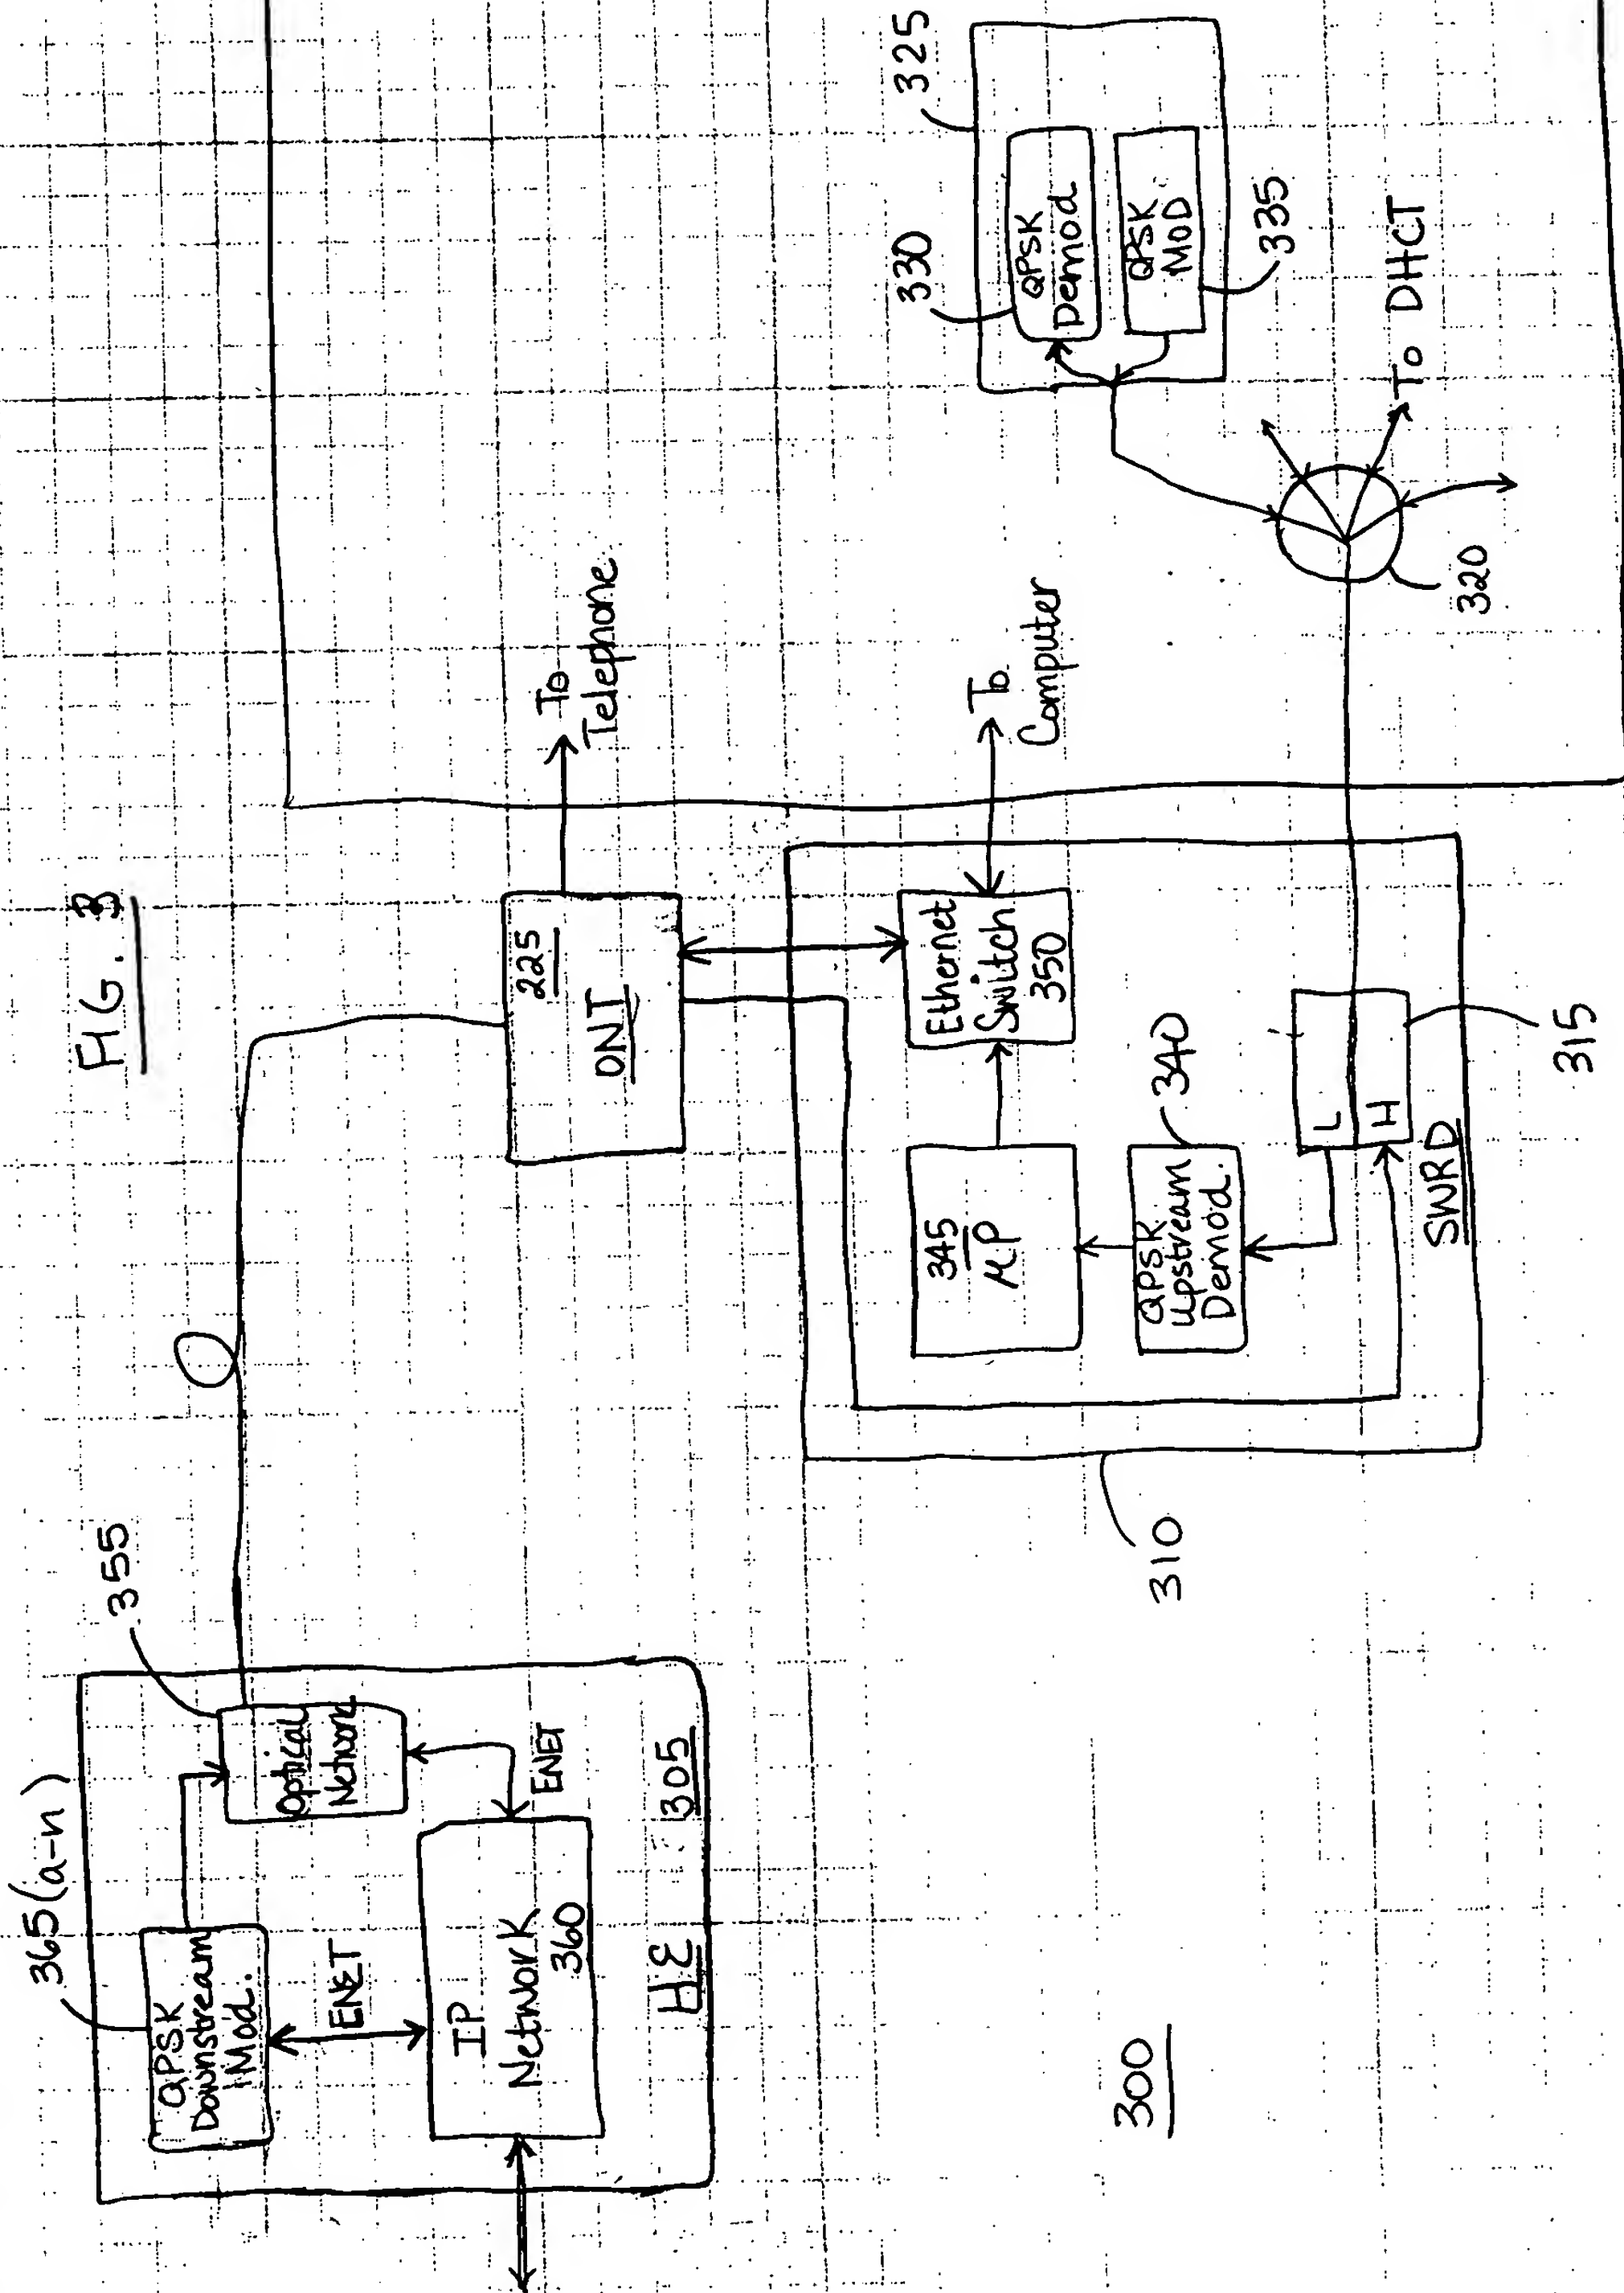 FIG. 3
365(a-n)
355
QPSK
Downstream
Mod.
ENET
Optical
Network
ENET
IP
Network
360
HE 305
225
ONT
To
Telephone
Ethernet
Switch
350
To
Computer
345
μP
340
QPSK
Upstream
Demod.
L
H
315
SWRD
310
320
To DHCT
325
330
QPSK
Demod
QPSK
MOD
335
300